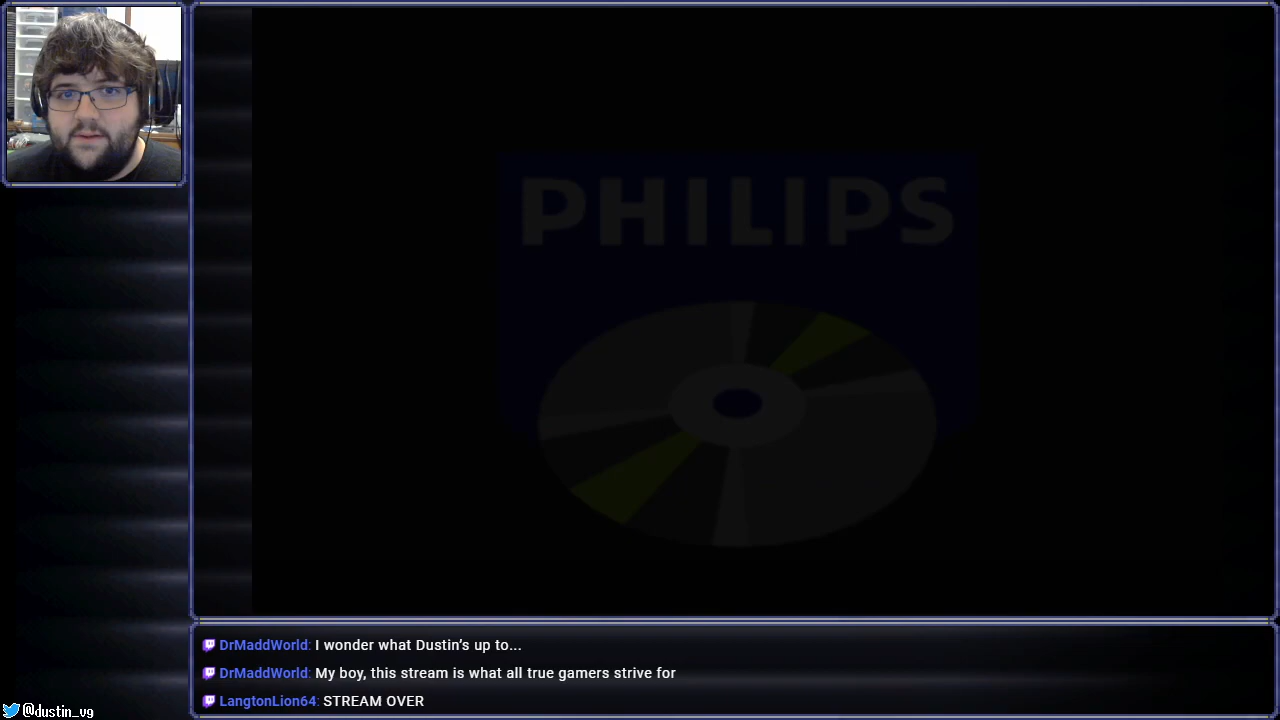 PHILIPS
DrMaddWorld: I wonder what Dustin's up to...
DrMaddWorld: My boy, this stream is what all true gamers strive for
LangtonLion64: STREAM OVER
@dustin_vg